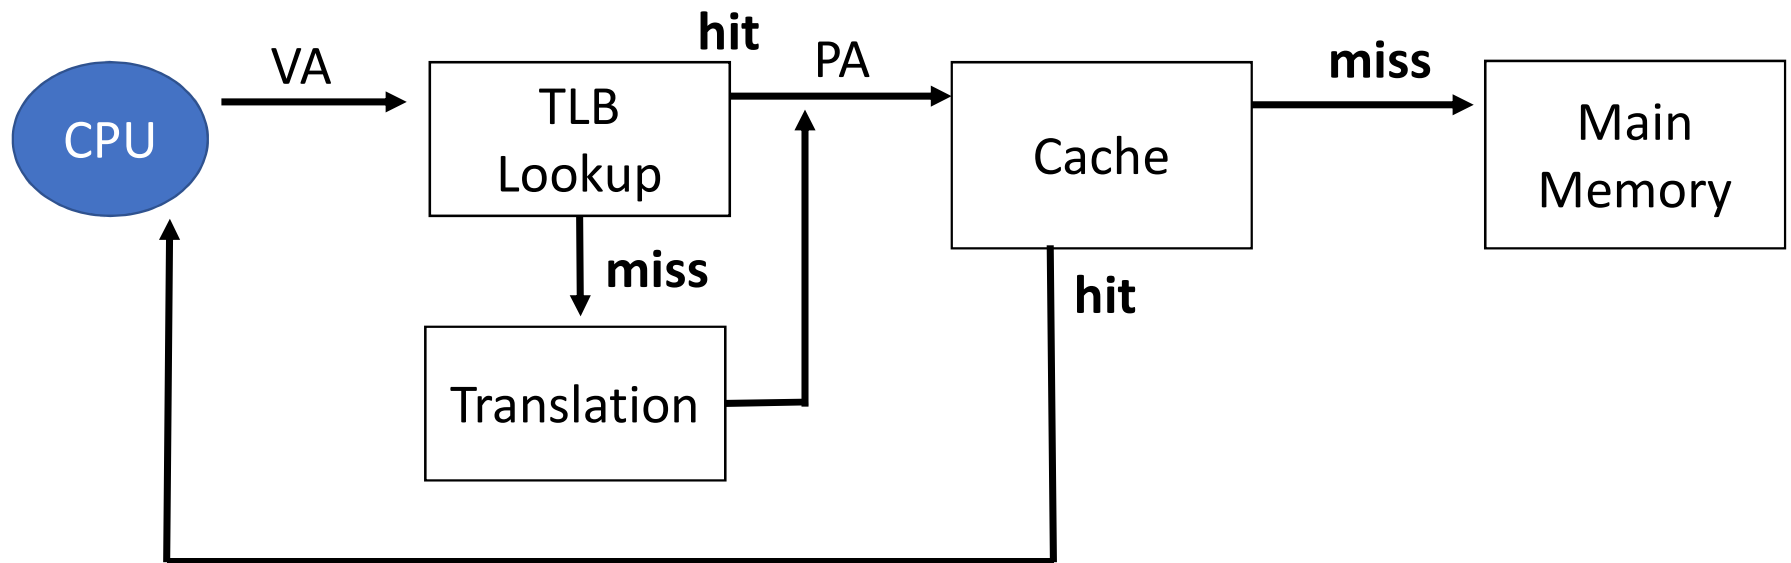 hit
VA
PA
miss
CPU
TLB
Lookup
Cache
Main
Memory
miss
hit
Translation